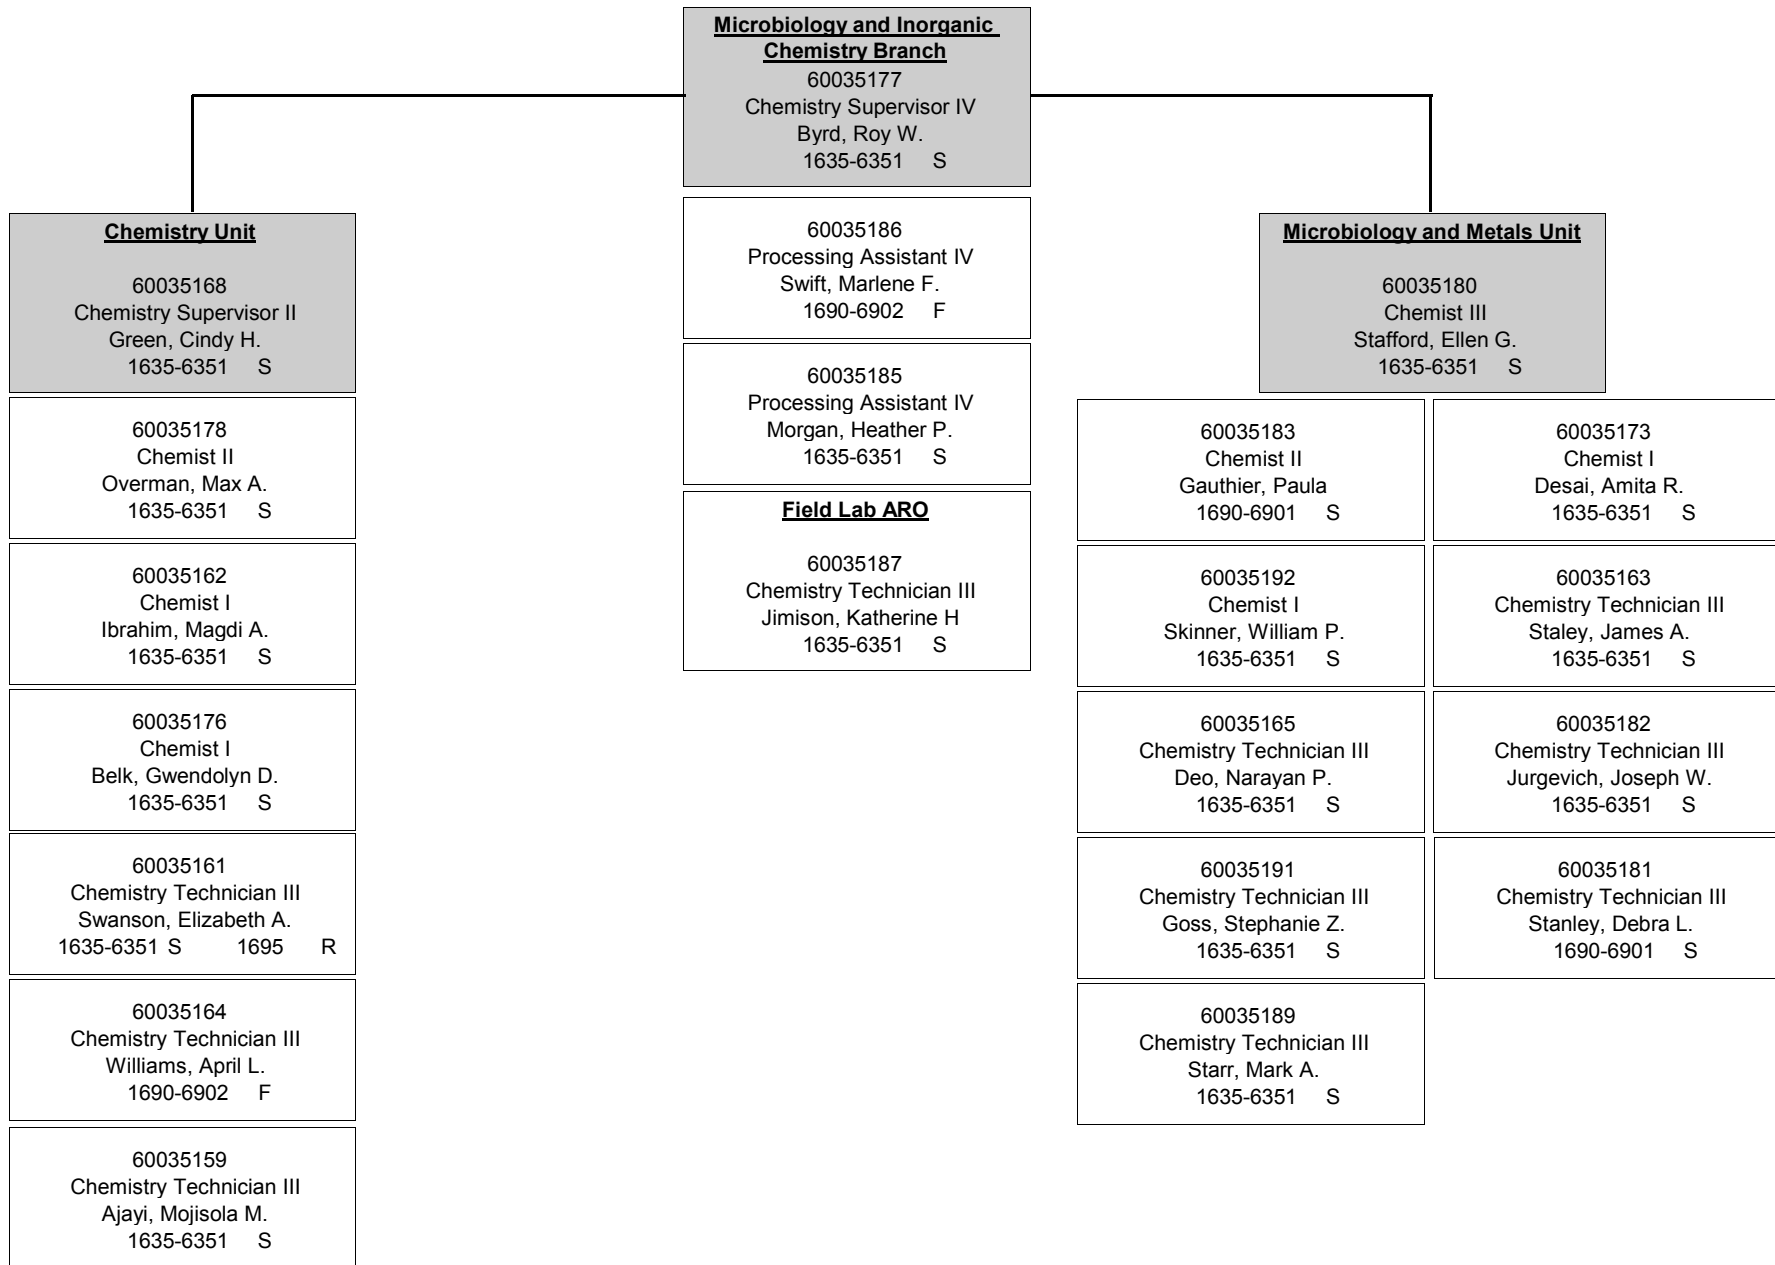 Microbiology and Inorganic
Chemistry Branch
60035177
Chemistry Supervisor IV
Byrd, Roy W.
1635-6351 S
60035186
Processing Assistant IV
Swift, Marlene F.
1690-6902 F
60035185
Processing Assistant IV
Morgan, Heather P.
1635-6351 S
Field Lab ARO
60035187
Chemistry Technician III
Jimison, Katherine H
1635-6351 S
Chemistry Unit
60035168
Chemistry Supervisor II
Green, Cindy H.
1635-6351 S
60035178
Chemist II
Overman, Max A.
1635-6351 S
60035162
Chemist I
Ibrahim, Magdi A.
1635-6351 S
60035176
Chemist I
Belk, Gwendolyn D.
1635-6351 S
60035161
Chemistry Technician III
Swanson, Elizabeth A.
1635-6351 S 1695 R
60035164
Chemistry Technician III
Williams, April L.
1690-6902 F
60035159
Chemistry Technician III
Ajayi, Mojisola M.
1635-6351 S
Microbiology and Metals Unit
60035180
Chemist III
Stafford, Ellen G.
1635-6351 S
60035183
Chemist II
Gauthier, Paula
1690-6901 S
60035173
Chemist I
Desai, Amita R.
1635-6351 S
60035192
Chemist I
Skinner, William P.
1635-6351 S
60035163
Chemistry Technician III
Staley, James A.
1635-6351 S
60035165
Chemistry Technician III
Deo, Narayan P.
1635-6351 S
60035182
Chemistry Technician III
Jurgevich, Joseph W.
1635-6351 S
60035191
Chemistry Technician III
Goss, Stephanie Z.
1635-6351 S
60035181
Chemistry Technician III
Stanley, Debra L.
1690-6901 S
60035189
Chemistry Technician III
Starr, Mark A.
1635-6351 S